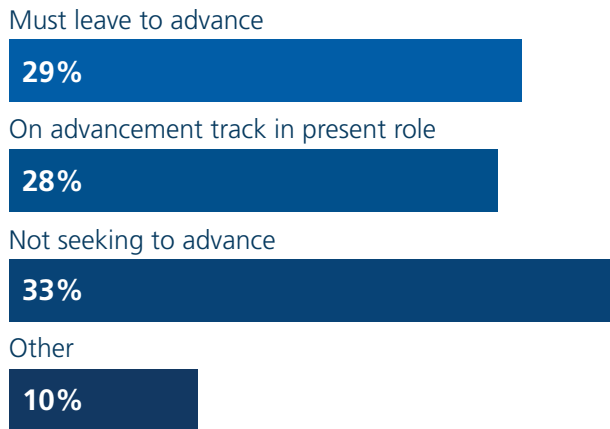 Must leave to advance
29%
On advancement track in present role
28%
Not seeking to advance
33%
Other
10%